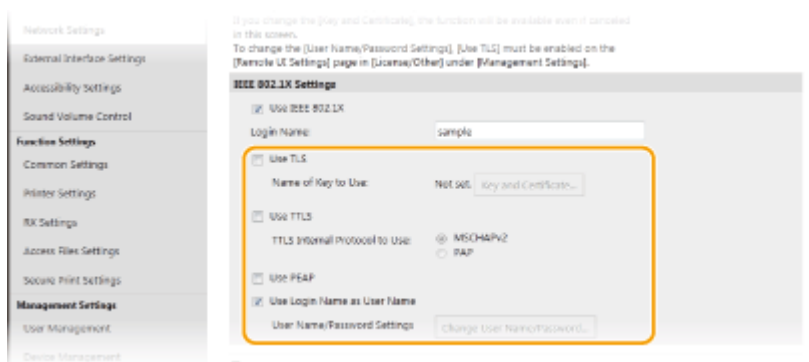 Network Settings
External Interface Settings
Accessibility Settings
Sound Volume Control
Function Settings
Common Settings
Printer Settings
RX Settings
Access Files Settings
Secure Print Settings
Management Settings
User Management
Device Management
If you change the [Key and Certificate], the function will be available even if canceled
in this screen.
To change the [User Name/Password Settings], [Use TLS] must be enabled on the
[Remote UI Settings] page in [License/Other] under [Management Settings].
IEEE 802.1X Settings
Use IEEE 802.1X
Login Name: sample
Use TLS
Name of Key to Use: Not set. Key and Certificate...
Use TTLS
TTLS Internal Protocol to Use: MSCHAPv2
PAP
Use PEAP
Use Login Name as User Name
User Name/Password Settings Change User Name/Password...